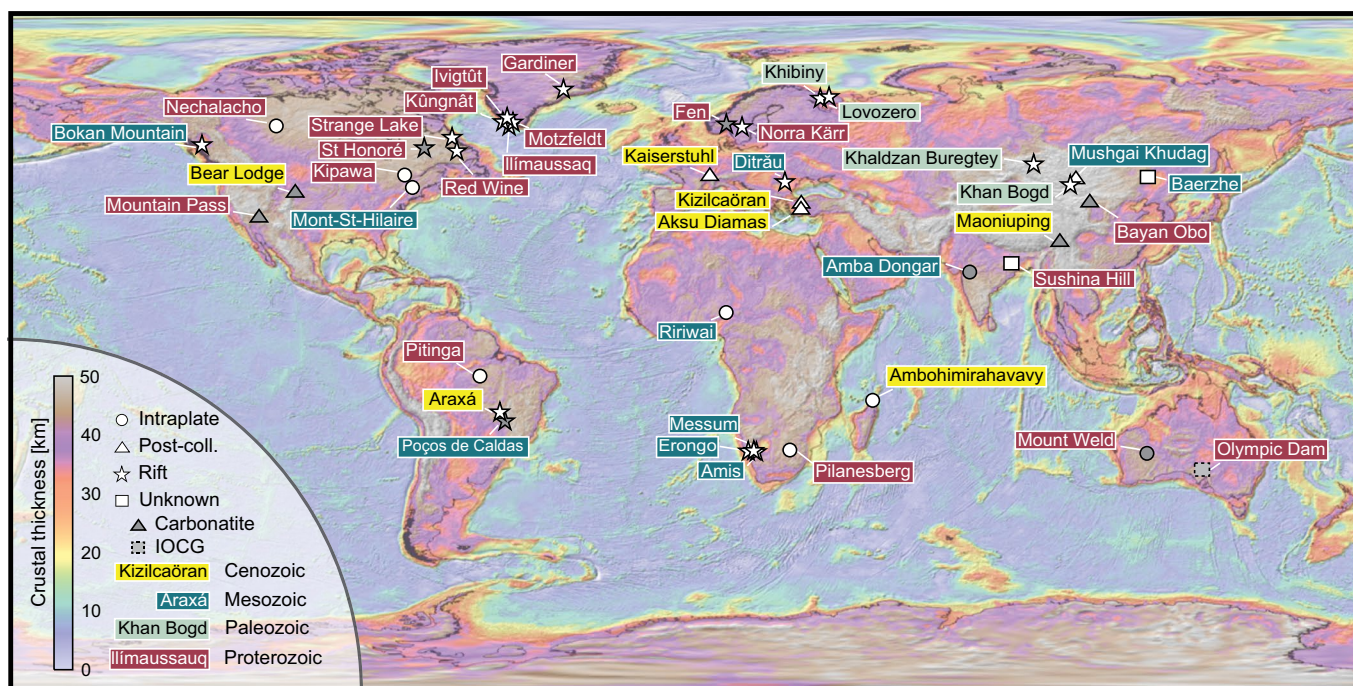 Gardiner
Ivigtût
Khibiny
Nechalacho
Kûngnât
Lovozero
Bokan Mountain
Strange Lake
Motzfeldt
Fen
Norra Kärr
St Honoré
Ilímaussaq
Kaiserstuhl
Ditrău
Khaldzan Buregtey
Mushgai Khudag
Bear Lodge
Kipawa
Red Wine
Khan Bogd
Baerzhe
Mountain Pass
Mont-St-Hilaire
Kizilcaöran
Aksu Diamas
Maoniuping
Bayan Obo
Amba Dongar
Sushina Hill
Ririwai
Pitinga
Araxá
Ambohimirahavavy
Poços de Caldas
Messum
Erongo
Amis
Pilanesberg
Mount Weld
Olympic Dam
Crustal thickness [km]
50
40
30
20
10
0
Intraplate
Post-coll.
Rift
Unknown
Carbonatite
IOCG
Kizilcaöran Cenozoic
Araxá Mesozoic
Khan Bogd Paleozoic
Ilímaussauq Proterozoic